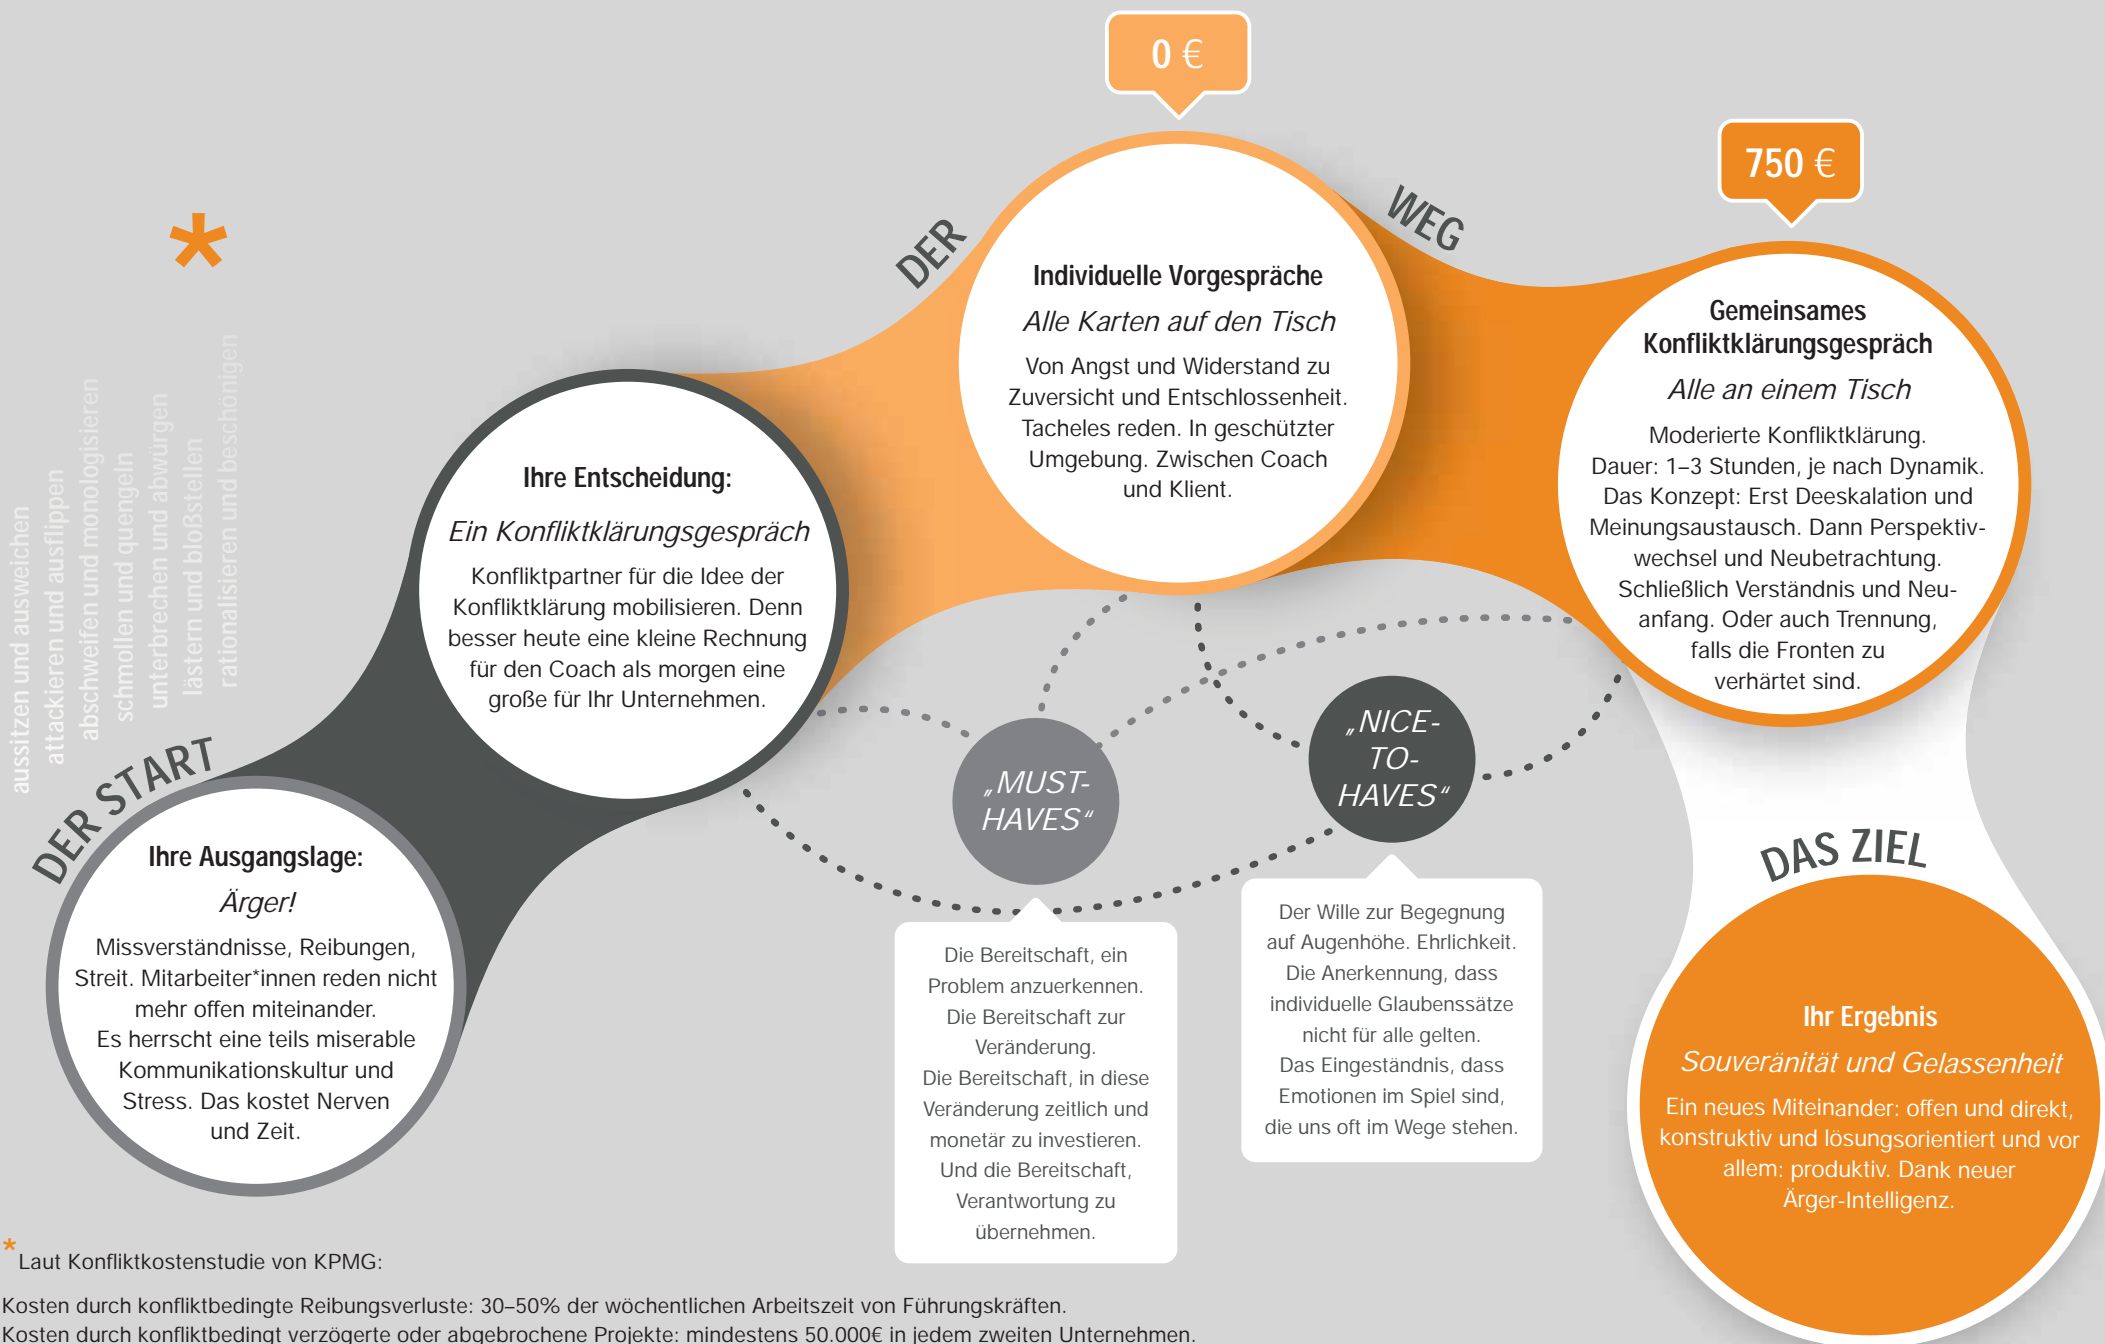 *
aussitzen und ausweichen
attackieren und ausflippen
abschweifen und monologisieren
schmollen und quengeln
unterbrechen und abwürgen
lästern und bloßstellen
rationalisieren und beschönigen
DER START
Ihre Ausgangslage:
Ärger!
Missverständnisse, Reibungen,
Streit. Mitarbeiter*innen reden nicht
mehr offen miteinander.
Es herrscht eine teils miserable
Kommunikationskultur und
Stress. Das kostet Nerven
und Zeit.
Ihre Entscheidung:
Ein Konfliktklärungsgespräch
Konfliktpartner für die Idee der
Konfliktklärung mobilisieren. Denn
besser heute eine kleine Rechnung
für den Coach als morgen eine
große für Ihr Unternehmen.
DER
0 €
Individuelle Vorgespräche
Alle Karten auf den Tisch
Von Angst und Widerstand zu
Zuversicht und Entschlossenheit.
Tacheles reden. In geschützter
Umgebung. Zwischen Coach
und Klient.
WEG
750 €
Gemeinsames
Konfliktklärungsgespräch
Alle an einem Tisch
Moderierte Konfliktklärung.
Dauer: 1–3 Stunden, je nach Dynamik.
Das Konzept: Erst Deeskalation und
Meinungsaustausch. Dann Perspektiv-
wechsel und Neubetrachtung.
Schließlich Verständnis und Neu-
anfang. Oder auch Trennung,
falls die Fronten zu
verhärtet sind.
„MUST-
HAVES“
Die Bereitschaft, ein
Problem anzuerkennen.
Die Bereitschaft zur
Veränderung.
Die Bereitschaft, in diese
Veränderung zeitlich und
monetär zu investieren.
Und die Bereitschaft,
Verantwortung zu
übernehmen.
„NICE-
TO-
HAVES“
Der Wille zur Begegnung
auf Augenhöhe. Ehrlichkeit.
Die Anerkennung, dass
individuelle Glaubenssätze
nicht für alle gelten.
Das Eingeständnis, dass
Emotionen im Spiel sind,
die uns oft im Wege stehen.
DAS ZIEL
Ihr Ergebnis
Souveränität und Gelassenheit
Ein neues Miteinander: offen und direkt,
konstruktiv und lösungsorientiert und vor
allem: produktiv. Dank neuer
Ärger-Intelligenz.
* Laut Konfliktkostenstudie von KPMG:
Kosten durch konfliktbedingte Reibungsverluste: 30–50% der wöchentlichen Arbeitszeit von Führungskräften.
Kosten durch konfliktbedingt verzögerte oder abgebrochene Projekte: mindestens 50.000€ in jedem zweiten Unternehmen.